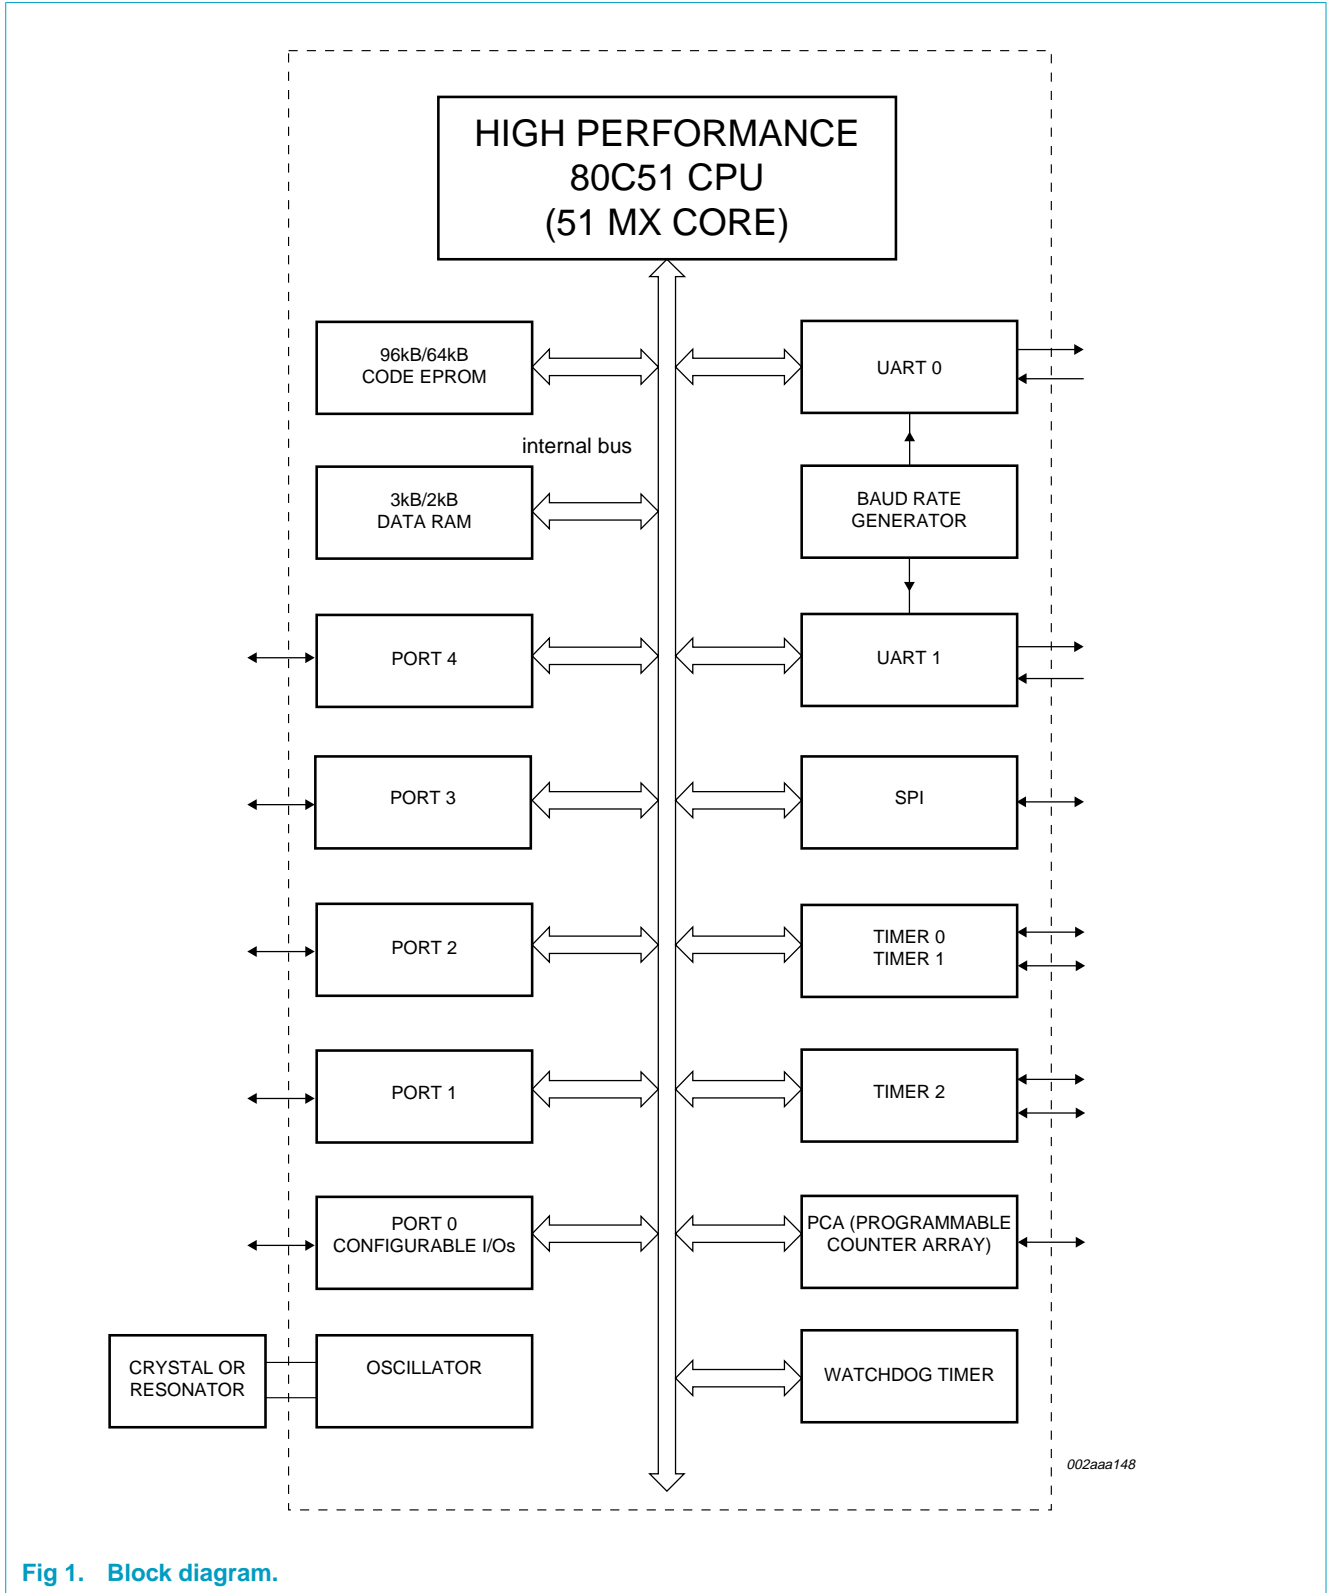 HIGH PERFORMANCE
80C51 CPU
(51 MX CORE)
96kB/64kB
CODE EPROM
UART 0
internal bus
3kB/2kB
DATA RAM
BAUD RATE
GENERATOR
PORT 4
UART 1
PORT 3
SPI
PORT 2
TIMER 0
TIMER 1
PORT 1
TIMER 2
PORT 0
CONFIGURABLE I/Os
PCA (PROGRAMMABLE
COUNTER ARRAY)
CRYSTAL OR
RESONATOR
OSCILLATOR
WATCHDOG TIMER
002aaa148
Fig 1. Block diagram.